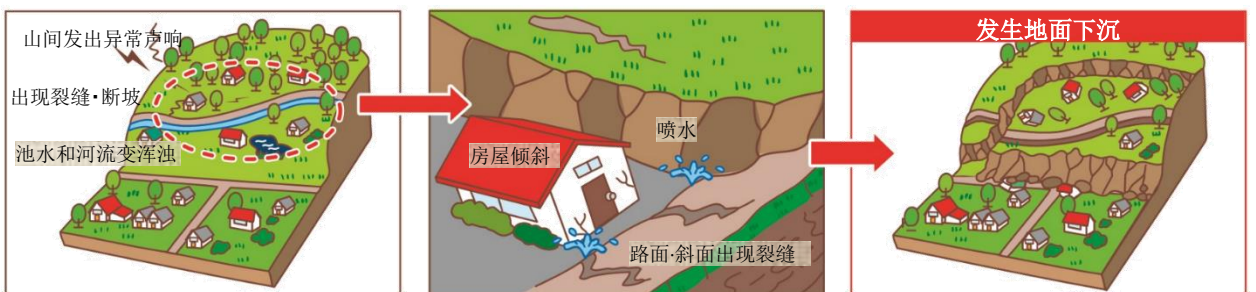 山间发出异常声响
出现裂缝·断坡
池水和河流变浑浊
房屋倾斜
喷水
路面·斜面出现裂缝
发生地面下沉